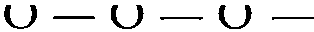 ∪ — ∪ — ∪ —